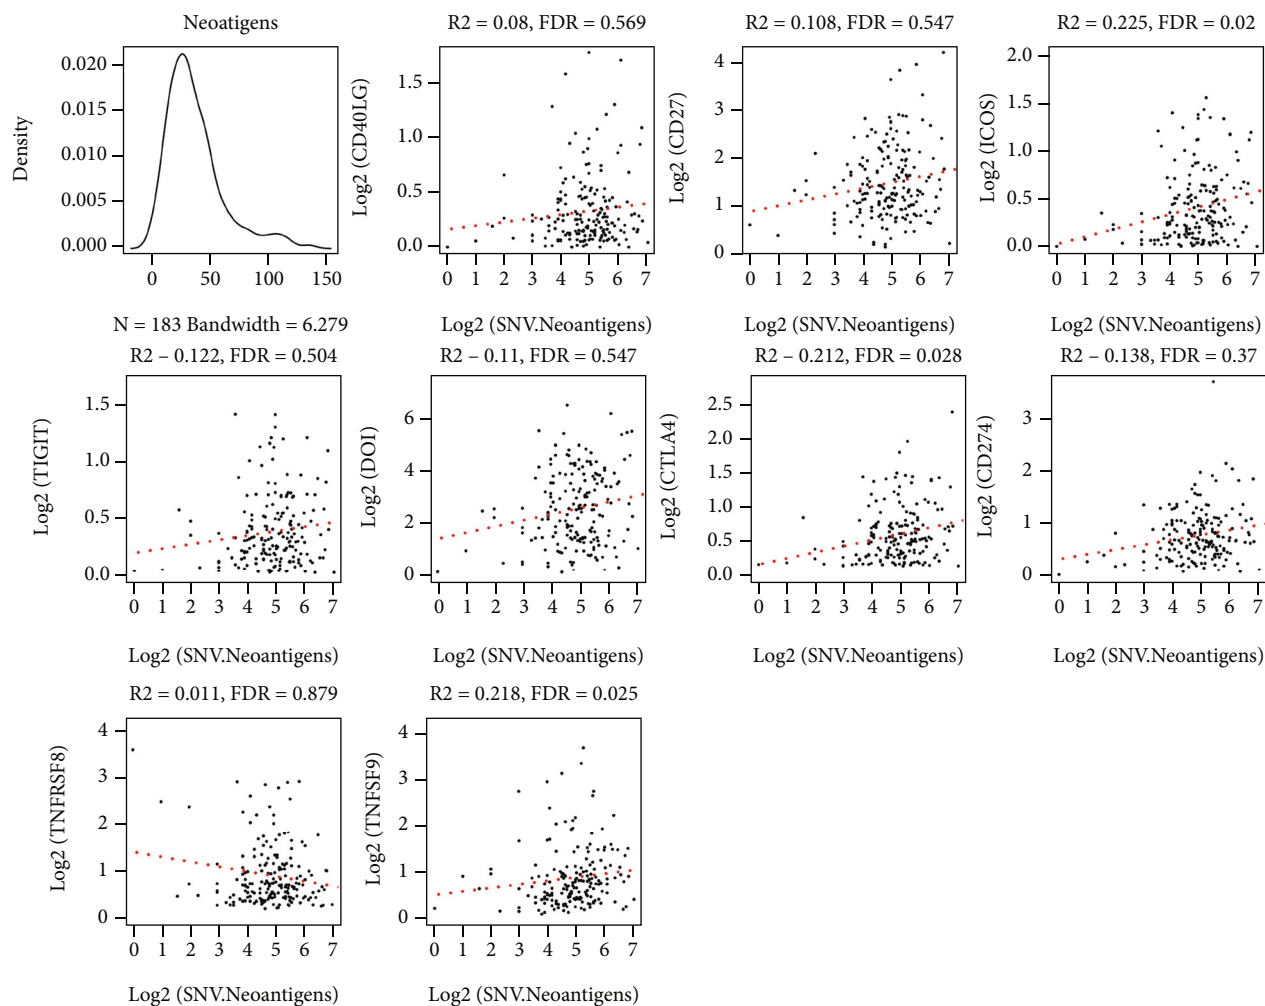 Neoatigens
Density
0.020
0.015
0.010
0.005
0.000
0 50 100 150
N = 183 Bandwidth = 6.279
R2 = 0.08, FDR = 0.569
Log2 (CD40LG)
1.5
1.0
0.5
0.0
0 1 2 3 4 5 6 7
Log2 (SNV.Neoantigens)
R2 = 0.108, FDR = 0.547
Log2 (CD27)
4
3
2
1
0
0 1 2 3 4 5 6 7
Log2 (SNV.Neoantigens)
R2 = 0.225, FDR = 0.02
Log2 (ICOS)
2.0
1.5
1.0
0.5
0.0
0 1 2 3 4 5 6 7
Log2 (SNV.Neoantigens)
R2 – 0.122, FDR = 0.504
Log2 (TIGIT)
1.5
1.0
0.5
0.0
0 1 2 3 4 5 6 7
Log2 (SNV.Neoantigens)
R2 – 0.11, FDR = 0.547
Log2 (DOI)
6
4
2
0
0 1 2 3 4 5 6 7
Log2 (SNV.Neoantigens)
R2 – 0.212, FDR = 0.028
Log2 (CTLA4)
2.5
2.0
1.5
1.0
0.5
0.0
0 1 2 3 4 5 6 7
Log2 (SNV.Neoantigens)
R2 – 0.138, FDR = 0.37
Log2 (CD274)
3
2
1
0
0 1 2 3 4 5 6 7
Log2 (SNV.Neoantigens)
R2 = 0.011, FDR = 0.879
Log2 (TNFRSF8)
4
3
2
1
0
0 1 2 3 4 5 6 7
Log2 (SNV.Neoantigens)
R2 = 0.218, FDR = 0.025
Log2 (TNFSF9)
4
3
2
1
0
0 1 2 3 4 5 6 7
Log2 (SNV.Neoantigens)